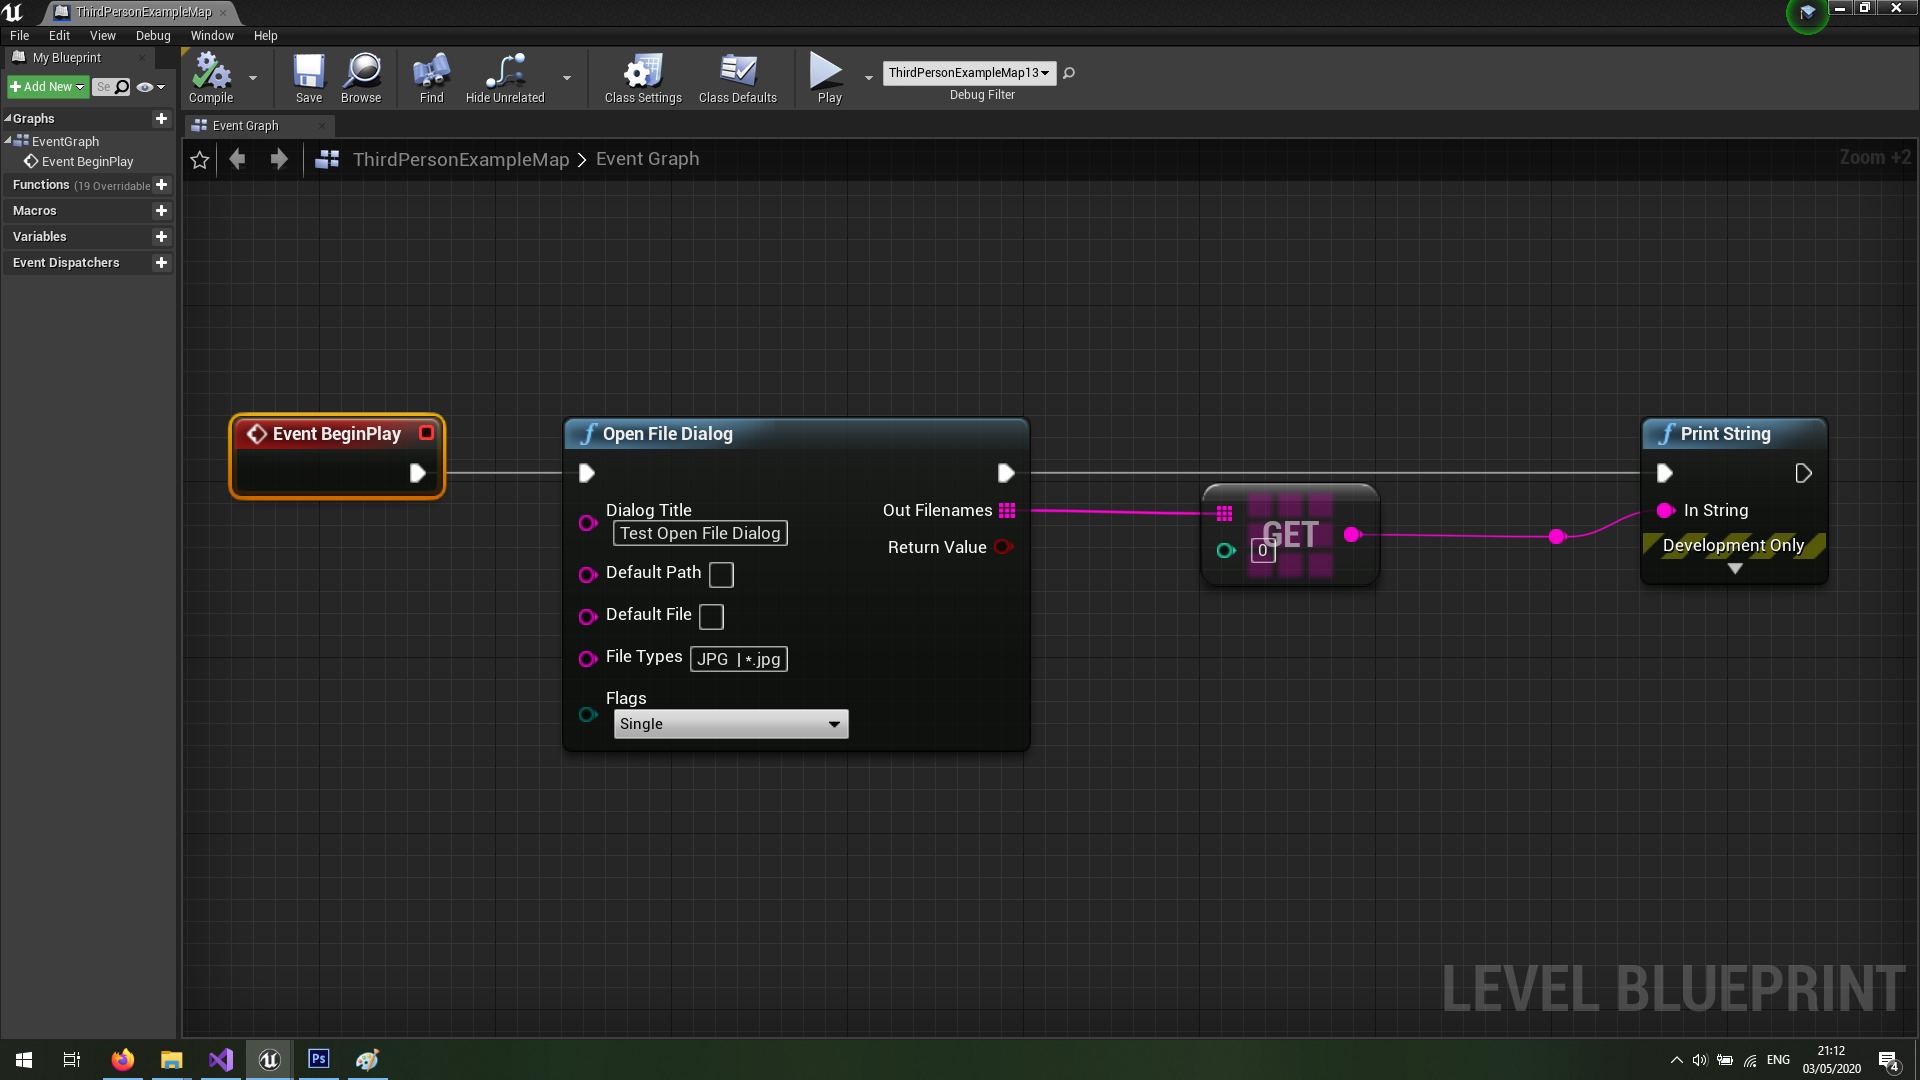 ThirdPersonExampleMap
File Edit View Debug Window Help
My Blueprint
Add New
Se
Compile
Save
Browse
Find
Hide Unrelated
Class Settings
Class Defaults
Play
ThirdPersonExampleMap13
Debug Filter
Graphs
EventGraph
Event BeginPlay
Functions (19 Overridable
Macros
Variables
Event Dispatchers
Event Graph
ThirdPersonExampleMap > Event Graph
Zoom +2
Event BeginPlay
Open File Dialog
Dialog Title
Test Open File Dialog
Default Path
Default File
File Types JPG |*.jpg
Flags
Single
Out Filenames
Return Value
GET
0
Print String
In String
Development Only
LEVEL BLUEPRINT
Ps
ENG
21:12
03/05/2020
4